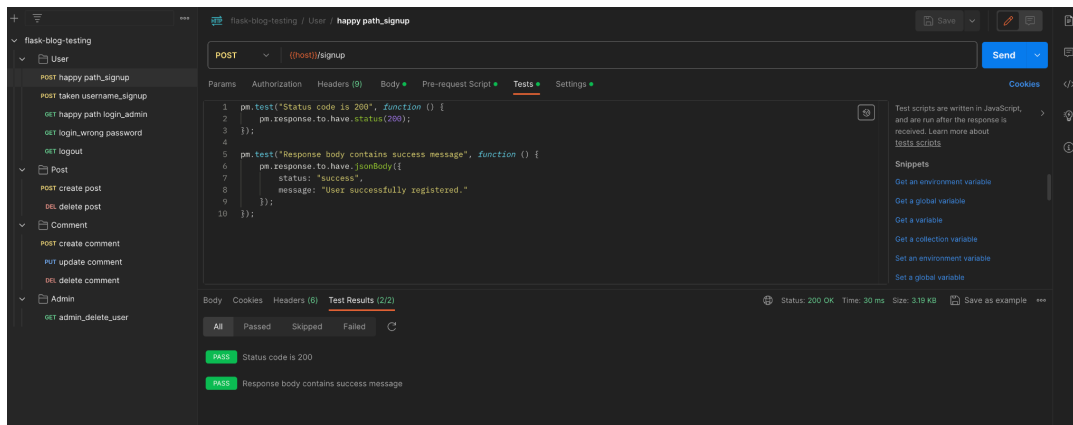 flask-blog-testing / User / happy path_signup
Save
flask-blog-testing
User
POST happy path_signup
POST taken username_signup
GET happy path login_admin
GET login_wrong password
GET logout
Post
POST create post
DEL delete post
Comment
POST create comment
PUT update comment
DEL delete comment
Admin
GET admin_delete_user
POST {{host}}/signup
Send
Params Authorization Headers (9) Body Pre-request Script Tests Settings
Cookies
1 pm.test("Status code is 200", function () {
2 pm.response.to.have.status(200);
3 });
4
5 pm.test("Response body contains success message", function () {
6 pm.response.to.have.jsonBody({
7 status: "success",
8 message: "User successfully registered."
9 });
10 });
Test scripts are written in JavaScript,
and are run after the response is
received. Learn more about
tests scripts
Snippets
Get an environment variable
Get a global variable
Get a variable
Get a collection variable
Set an environment variable
Set a global variable
Body Cookies Headers (6) Test Results (2/2)
Status: 200 OK Time: 30 ms Size: 3.19 KB Save as example
All Passed Skipped Failed
PASS Status code is 200
PASS Response body contains success message